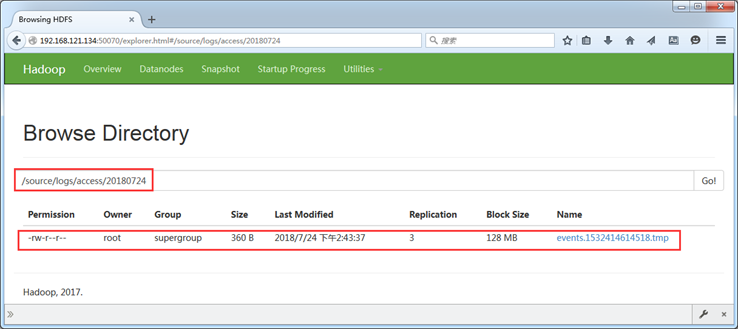 Browsing HDFS
192.168.121.134:50070/explorer.html#/source/logs/access/20180724
搜索
Hadoop Overview Datanodes Snapshot Startup Progress Utilities
Browse Directory
/source/logs/access/20180724 Go!
Permission Owner Group Size Last Modified Replication Block Size Name
-rw-r--r-- root supergroup 360 B 2018/7/24 下午2:43:37 3 128 MB events.1532414614518.tmp
Hadoop, 2017.